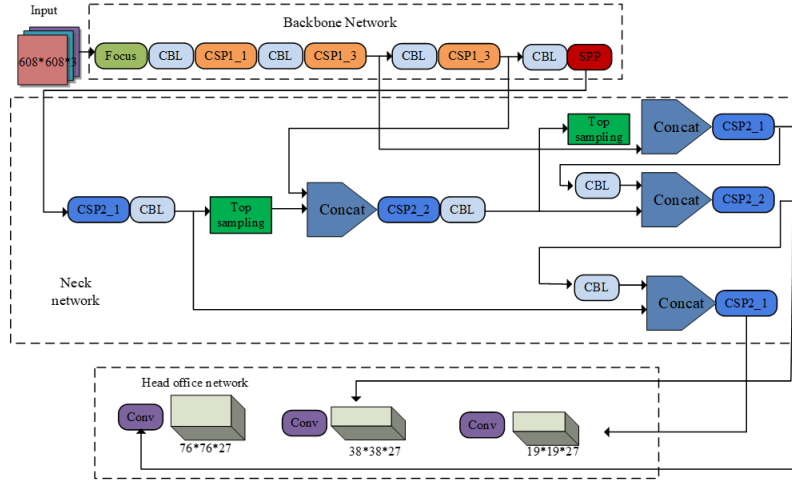 Input
Backbone Network
608*608*3
Focus CBL CSP1_1 CBL CSP1_3 CBL CSP1_3 CBL SPP
Top
sampling
Concat CSP2_1
CBL
Concat CSP2_2
CSP2_1 CBL Top
sampling
Concat CSP2_2 CBL
Neck
network
CBL
Concat CSP2_1
Head office network
Conv
76*76*27
Conv
38*38*27
Conv
19*19*27